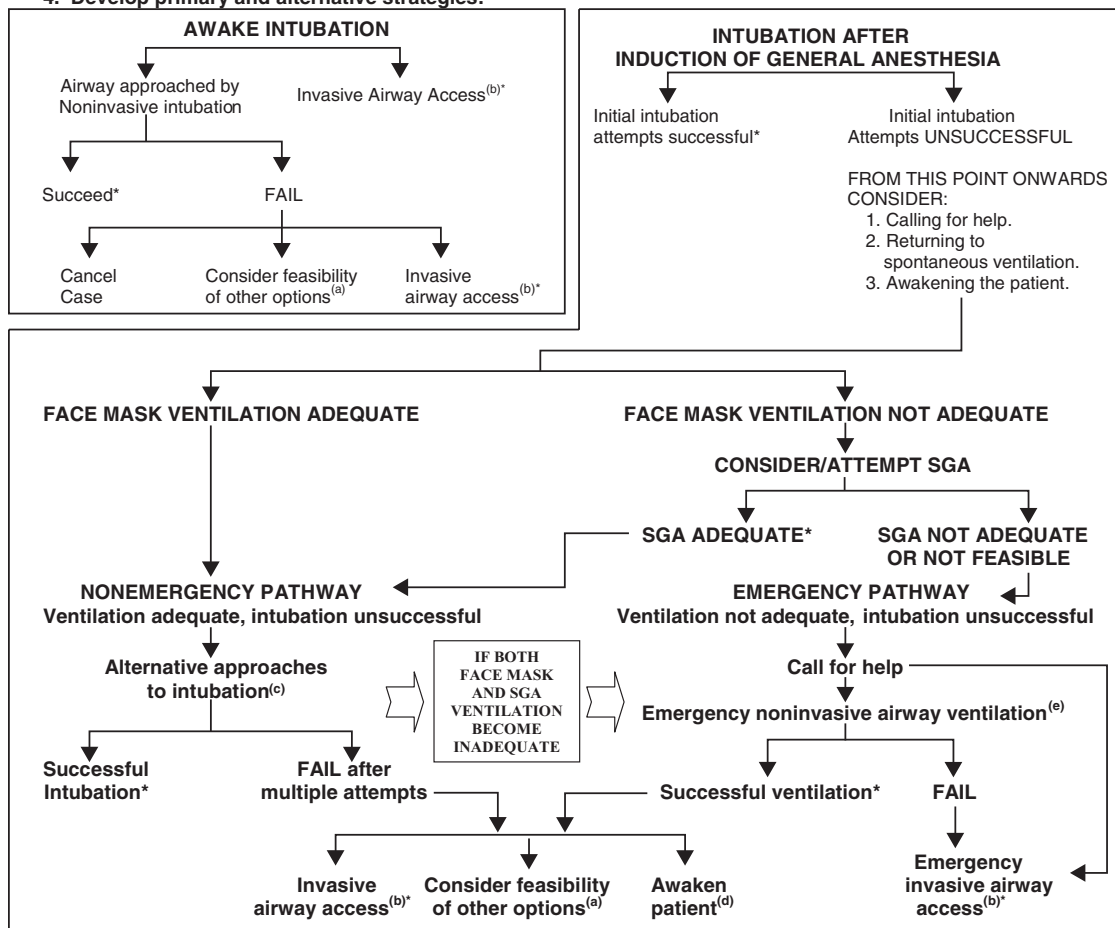 4. Develop primary and alternative strategies:
AWAKE INTUBATION
Airway approached by
Noninvasive intubation
Invasive Airway Access(b)*
Succeed*
FAIL
Cancel
Case
Consider feasibility
of other options(a)
Invasive
airway access(b)*
INTUBATION AFTER
INDUCTION OF GENERAL ANESTHESIA
Initial intubation
attempts successful*
Initial intubation
Attempts UNSUCCESSFUL
FROM THIS POINT ONWARDS
CONSIDER:
1. Calling for help.
2. Returning to
spontaneous ventilation.
3. Awakening the patient.
FACE MASK VENTILATION ADEQUATE
FACE MASK VENTILATION NOT ADEQUATE
CONSIDER/ATTEMPT SGA
SGA ADEQUATE*
SGA NOT ADEQUATE
OR NOT FEASIBLE
NONEMERGENCY PATHWAY
Ventilation adequate, intubation unsuccessful
EMERGENCY PATHWAY
Ventilation not adequate, intubation unsuccessful
Alternative approaches
to intubation(c)
IF BOTH
FACE MASK
AND SGA
VENTILATION
BECOME
INADEQUATE
Call for help
Emergency noninvasive airway ventilation(e)
Successful
Intubation*
FAIL after
multiple attempts
Successful ventilation*
FAIL
Invasive
airway access(b)*
Consider feasibility
of other options(a)
Awaken
patient(d)
Emergency
invasive airway
access(b)*